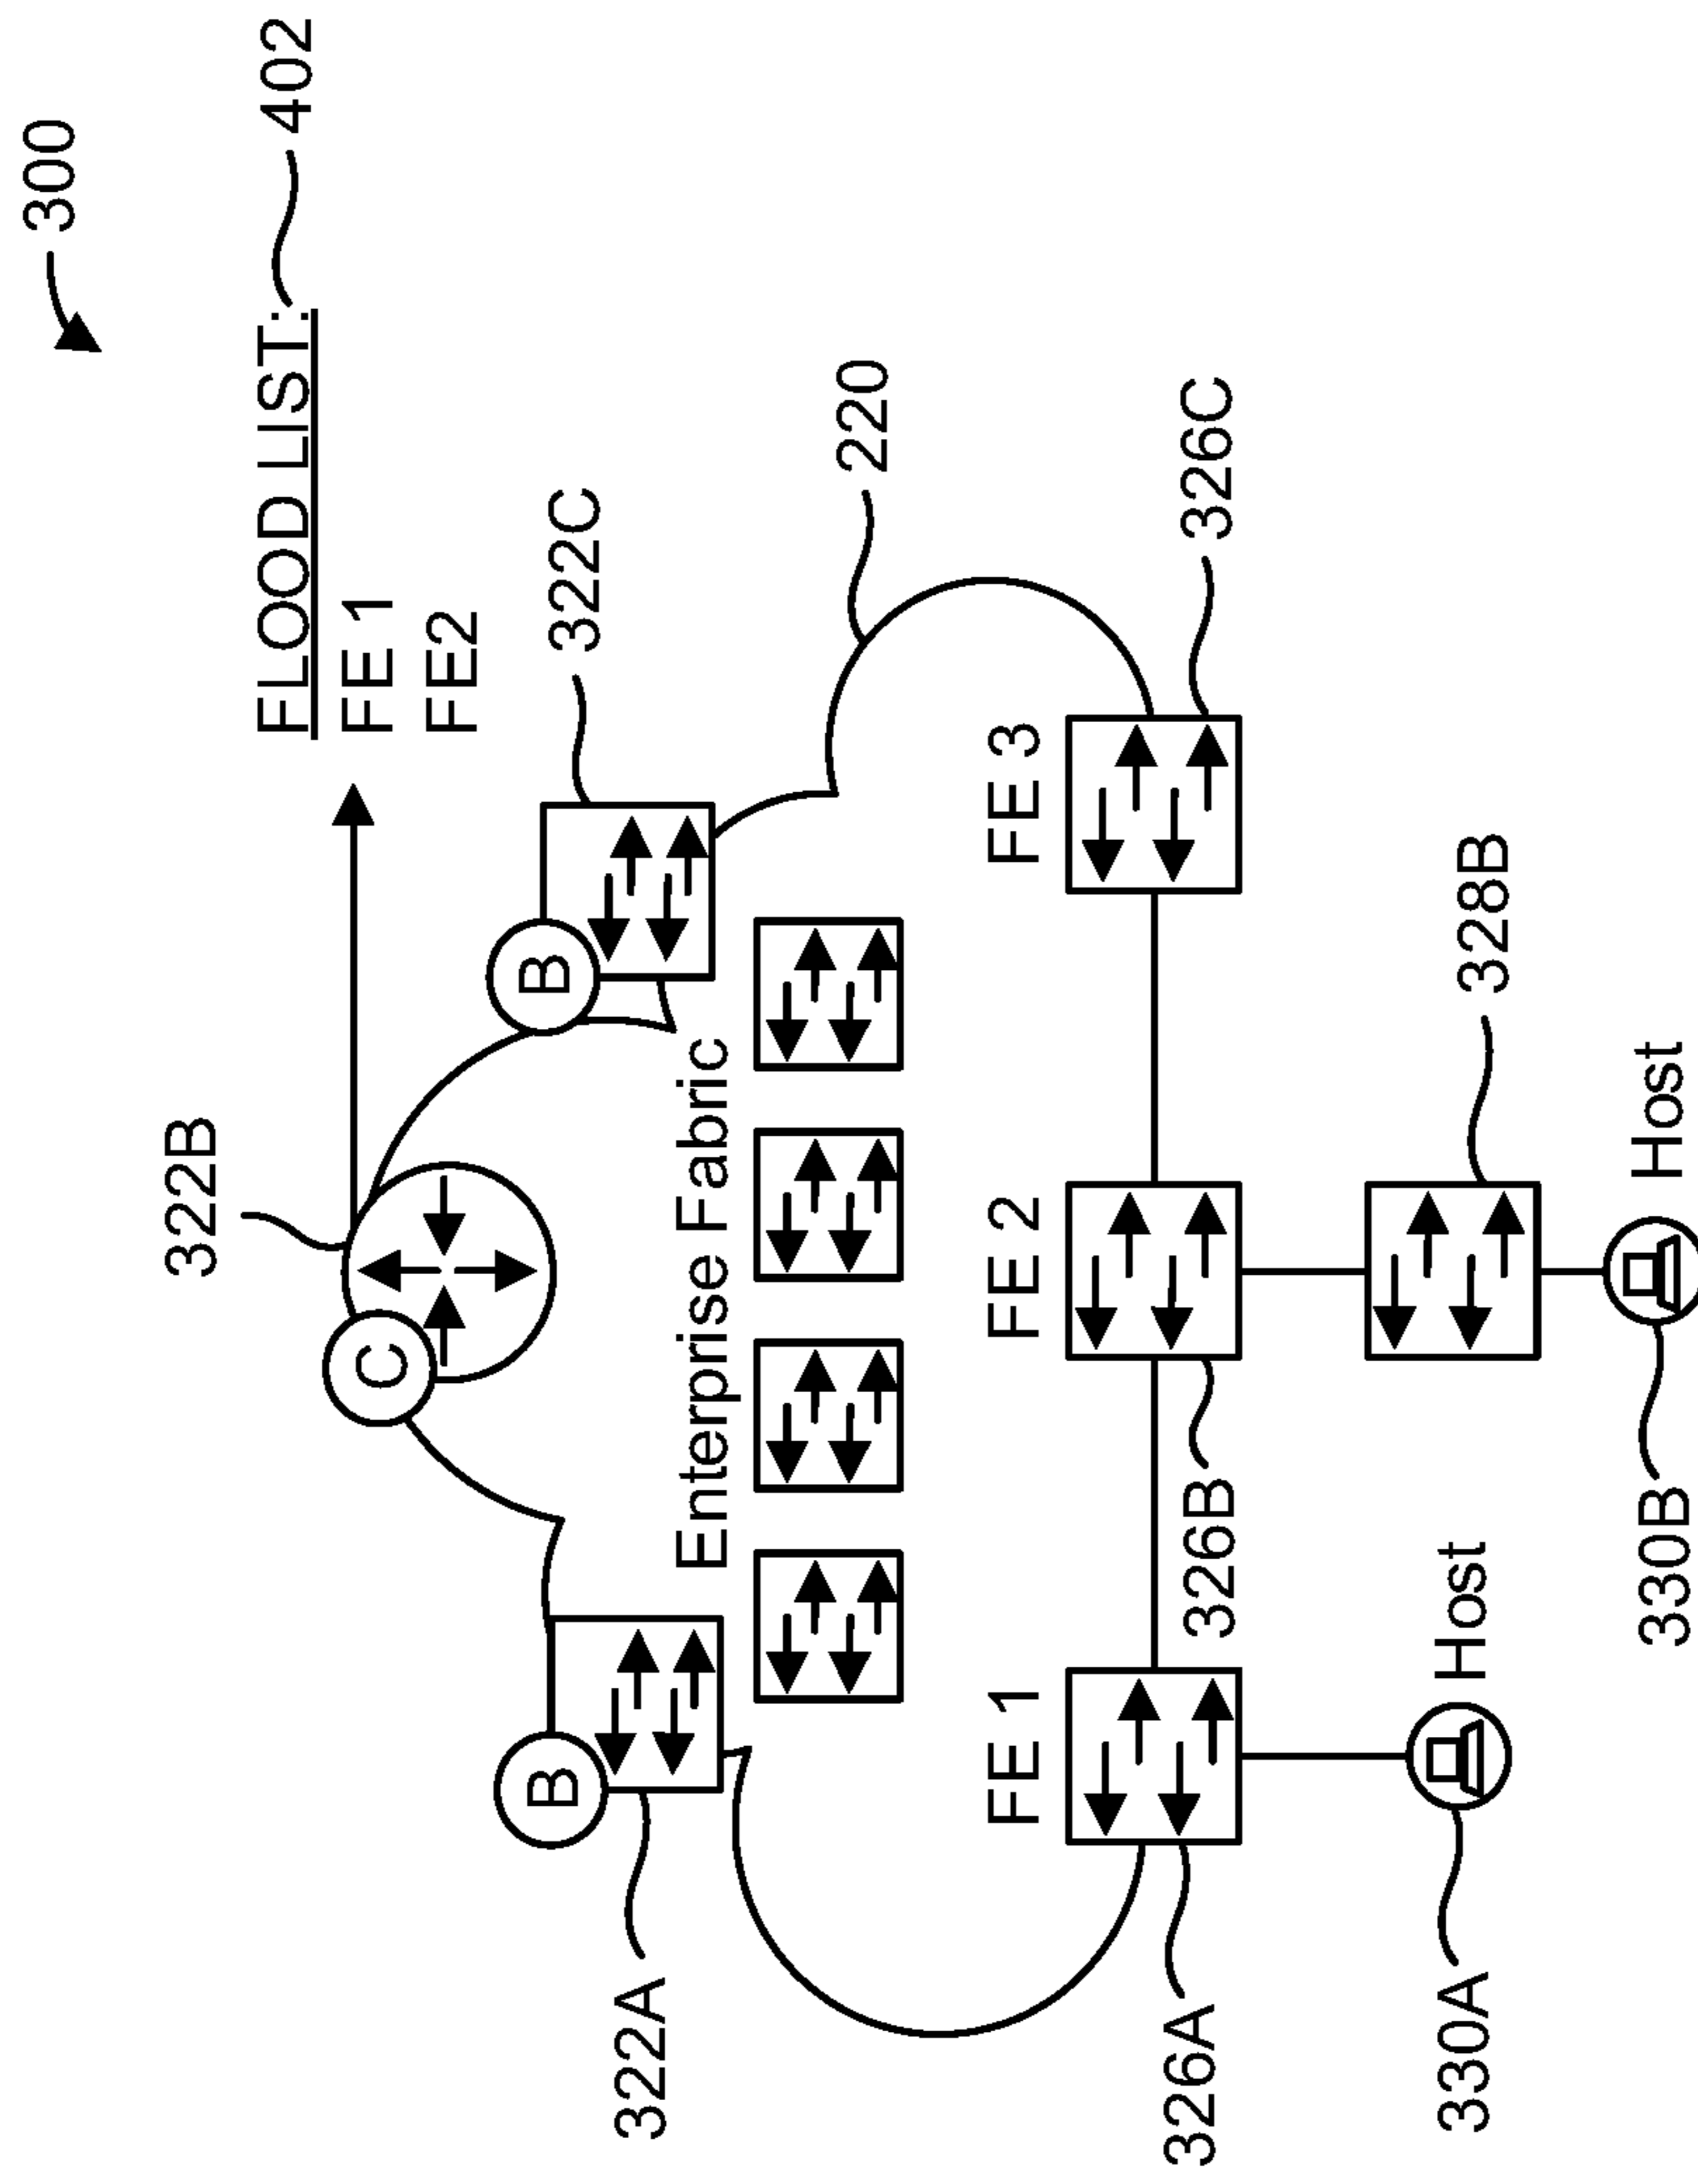 300
FLOOD LIST: 402
FE 1
FE2
322B
C
322C
B
B
322A
Enterprise Fabric
220
FE 1
FE 2
FE 3
326A
326B
326C
328B
Host
330A
Host
330B